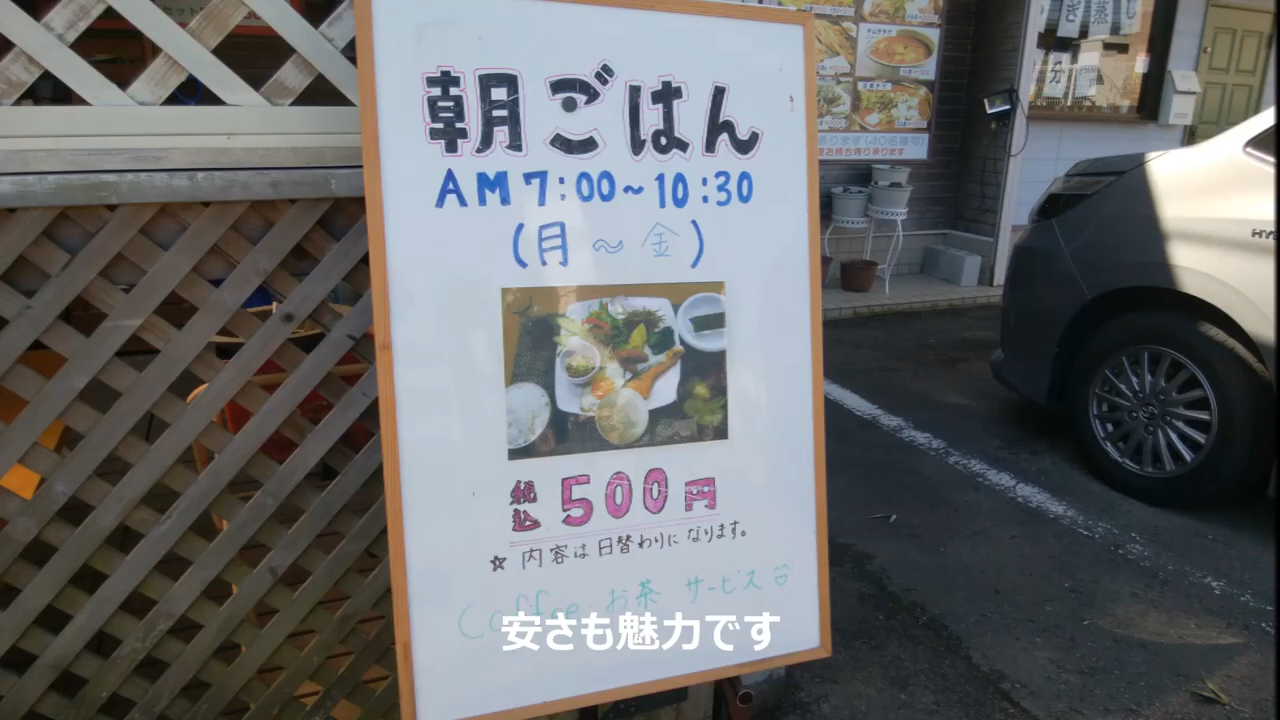 朝ごはん
AM 7:00~10:30
(月~金)
税込 500円
☆ 内容は日替わりになります。
Coffee お茶 サービス
安さも魅力です